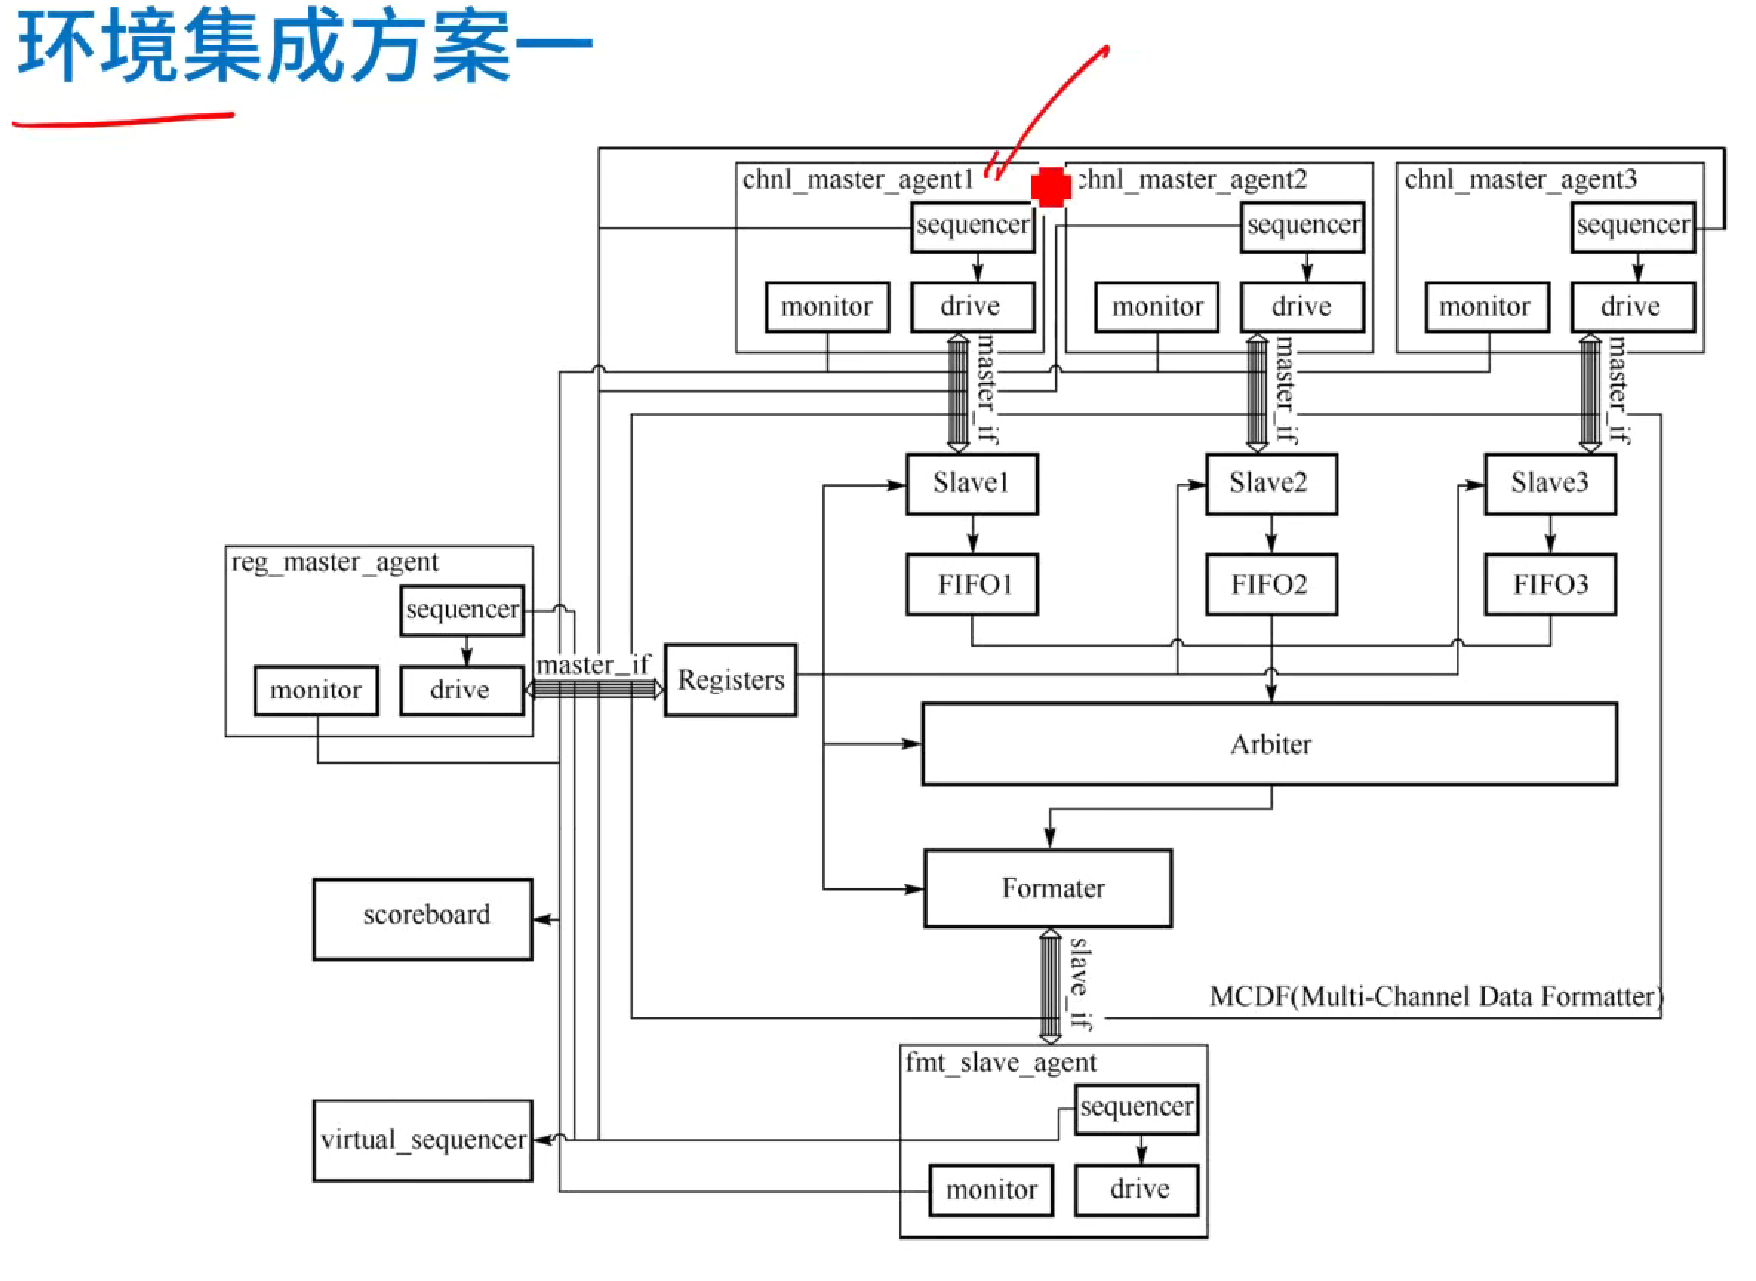 环境集成方案一
chnl_master_agent1
chnl_master_agent2
chnl_master_agent3
sequencer
sequencer
sequencer
monitor
drive
monitor
drive
monitor
drive
master_if
master_if
master_if
Slave1
Slave2
Slave3
reg_master_agent
FIFO1
FIFO2
FIFO3
sequencer
master_if
monitor
drive
Registers
Arbiter
Formater
scoreboard
slave_if
MCDF(Multi-Channel Data Formatter)
fmt_slave_agent
sequencer
virtual_sequencer
monitor
drive